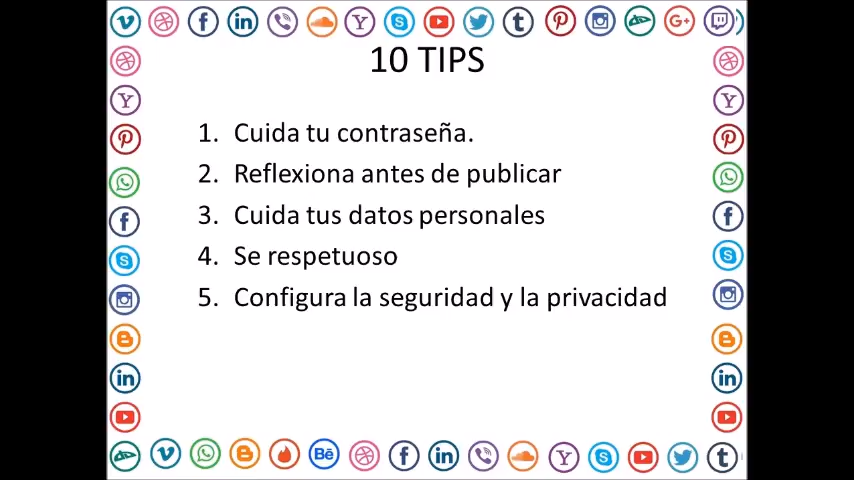 10 TIPS
1. Cuida tu contraseña.
2. Reflexiona antes de publicar
3. Cuida tus datos personales
4. Se respetuoso
5. Configura la seguridad y la privacidad